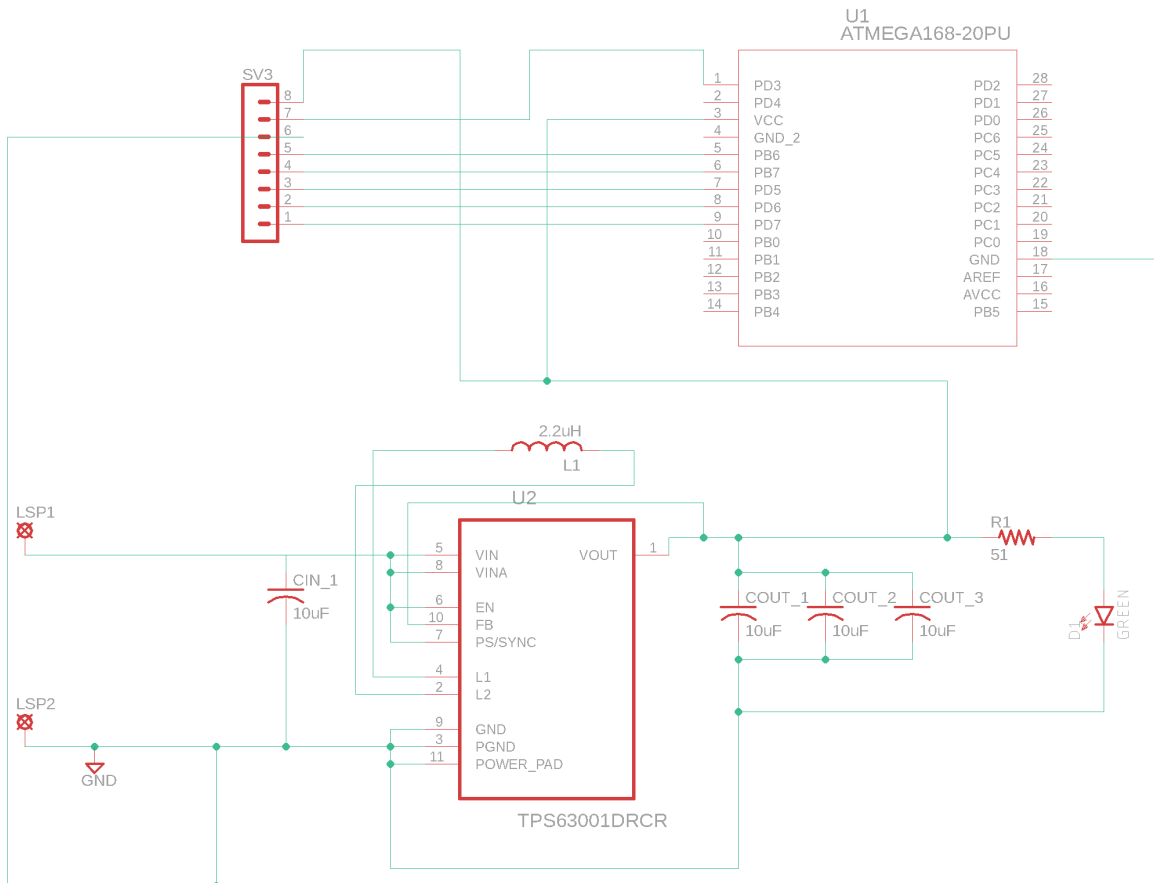 U1
ATMEGA168-20PU
SV3
8
7
6
5
4
3
2
1
1 PD3 PD2 28
2 PD4 PD1 27
3 VCC PD0 26
4 GND_2 PC6 25
5 PB6 PC5 24
6 PB7 PC4 23
7 PD5 PC3 22
8 PD6 PC2 21
9 PD7 PC1 20
10 PB0 PC0 19
11 PB1 GND 18
12 PB2 AREF 17
13 PB3 AVCC 16
14 PB4 PB5 15
2.2uH
L1
U2
LSP1
R1
51
5 VIN VOUT 1
8 VINA
6 EN
10 FB
7 PS/SYNC
4 L1
2 L2
9 GND
3 PGND
11 POWER_PAD
TPS63001DRCR
CIN_1
10uF
COUT_1 COUT_2 COUT_3
10uF 10uF 10uF
D1
GREEN
LSP2
GND